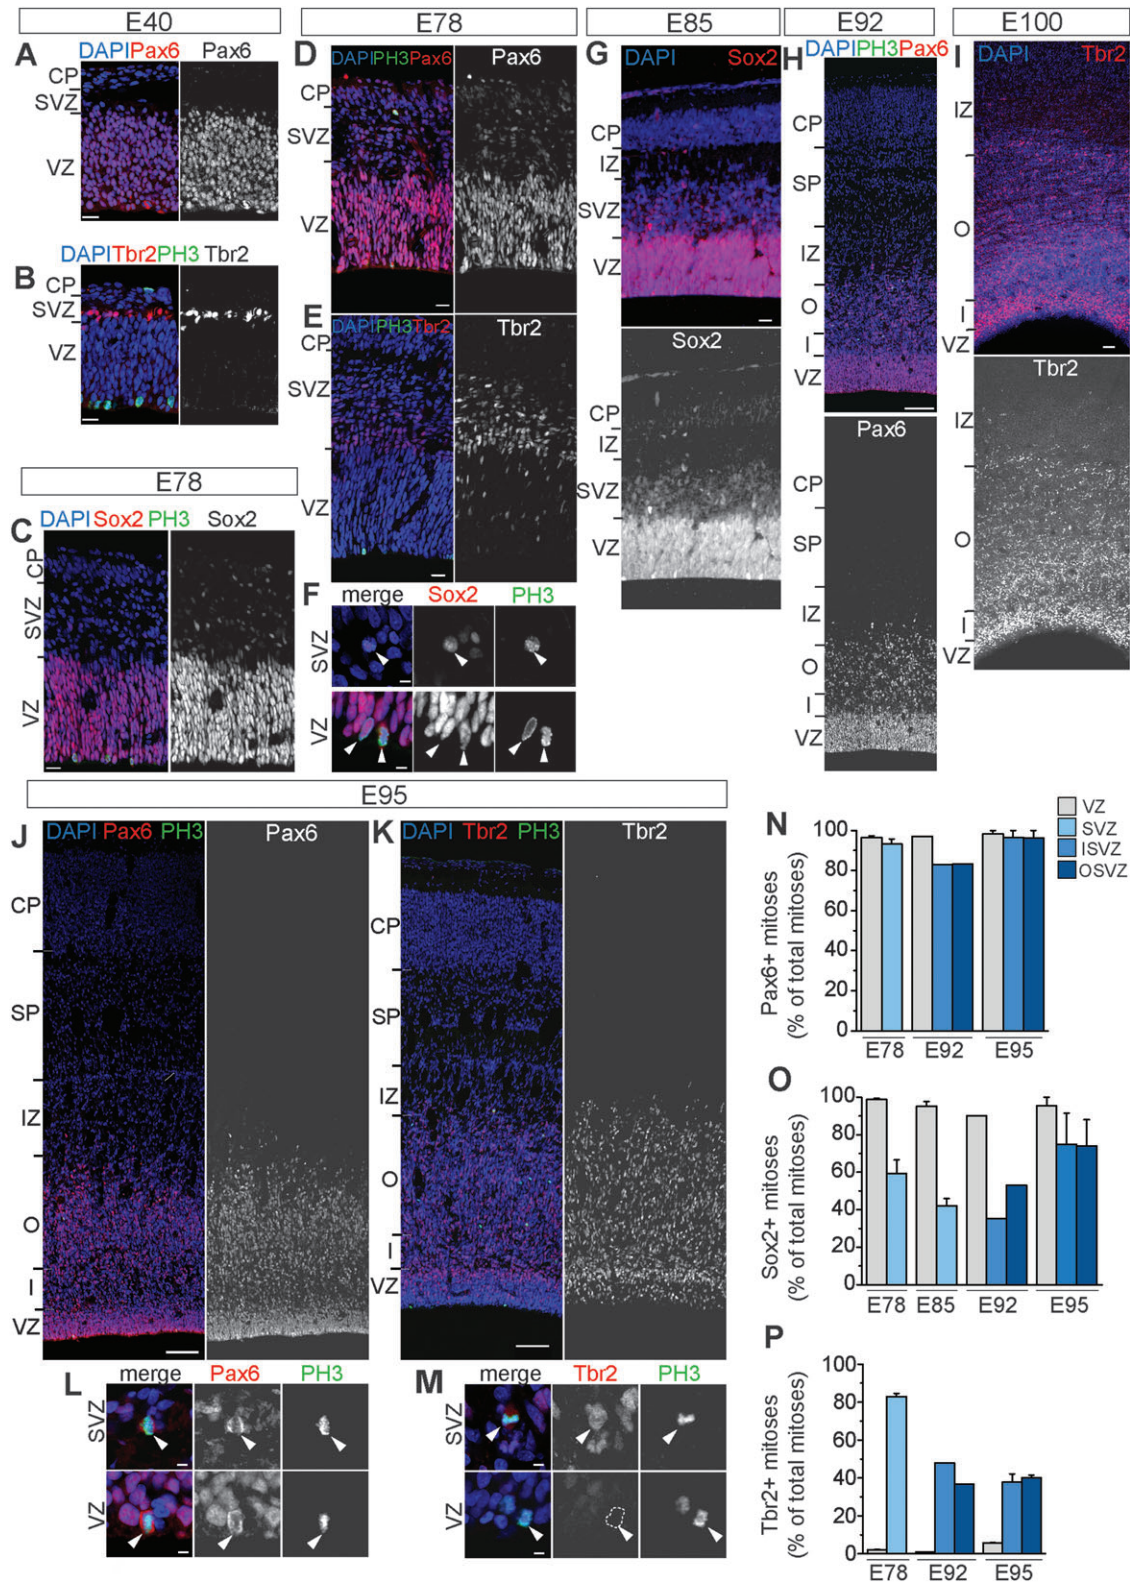 E40
E78
E85
E92
E100
A
DAPI Pax6
Pax6
CP
SVZ
VZ
B
DAPI Tbr2 PH3
Tbr2
CP
SVZ
VZ
E78
C
DAPI Sox2 PH3
Sox2
CP
SVZ
VZ
D
DAPI PH3 Pax6
Pax6
CP
SVZ
VZ
E
DAPI PH3 Tbr2
Tbr2
CP
SVZ
VZ
F
merge
Sox2
PH3
SVZ
VZ
G
DAPI
Sox2
CP
IZ
SVZ
VZ
Sox2
CP
IZ
SVZ
VZ
H
DAPI PH3 Pax6
CP
SP
IZ
O
I
VZ
Pax6
CP
SP
IZ
O
I
VZ
I
DAPI
Tbr2
IZ
O
I
VZ
Tbr2
IZ
O
I
VZ
E95
J
DAPI Pax6 PH3
Pax6
CP
SP
IZ
O
I
VZ
K
DAPI Tbr2 PH3
Tbr2
CP
SP
IZ
O
I
VZ
L
merge
Pax6
PH3
SVZ
VZ
M
merge
Tbr2
PH3
SVZ
VZ
VZ
SVZ
ISVZ
OSVZ
N
Pax6+ mitoses
(% of total mitoses)
100
80
60
40
20
0
E78 E92 E95
O
Sox2+ mitoses
(% of total mitoses)
100
80
60
40
20
0
E78 E85 E92 E95
P
Tbr2+ mitoses
(% of total mitoses)
100
80
60
40
20
0
E78 E92 E95